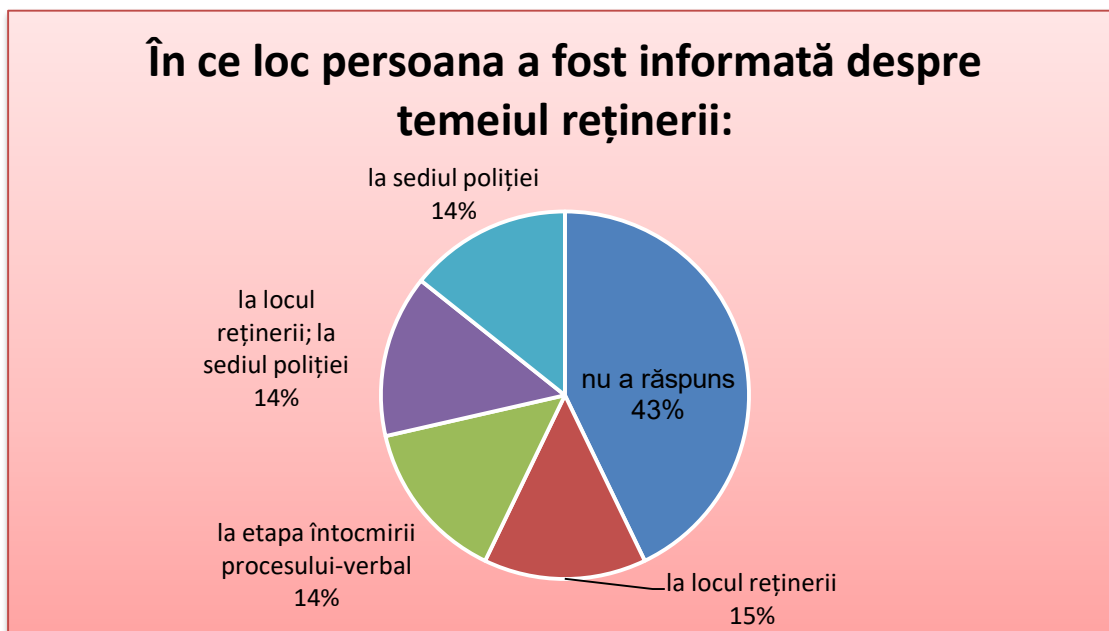 În ce loc persoana a fost informată despre
temeiul reținerii:
la sediul poliției
14%
la locul
reținerii; la
sediul poliției
14%
nu a răspuns
43%
la etapa întocmirii
procesului-verbal
14%
la locul reținerii
15%